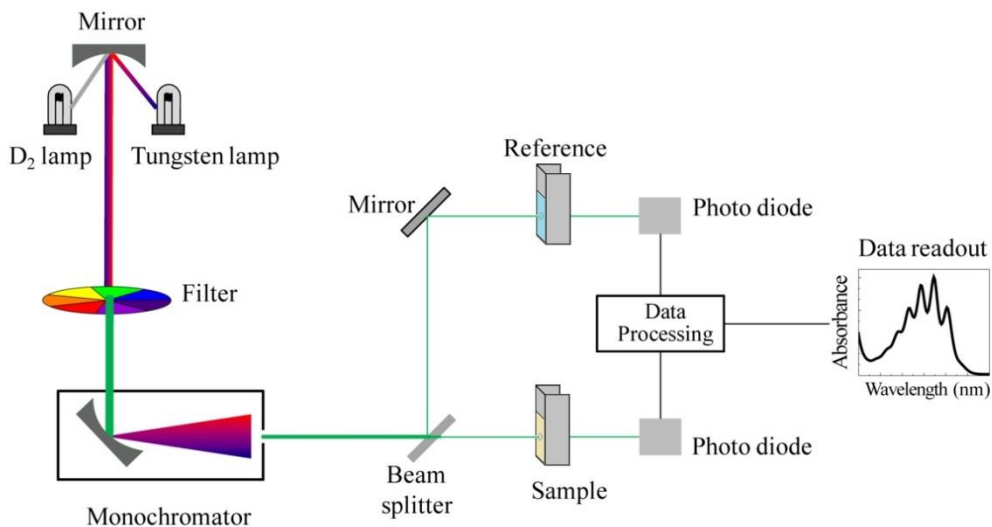 Mirror
D₂ lamp
Tungsten lamp
Filter
Monochromator
Mirror
Beam
splitter
Reference
Sample
Photo diode
Photo diode
Data
Processing
Data readout
Absorbance
Wavelength (nm)